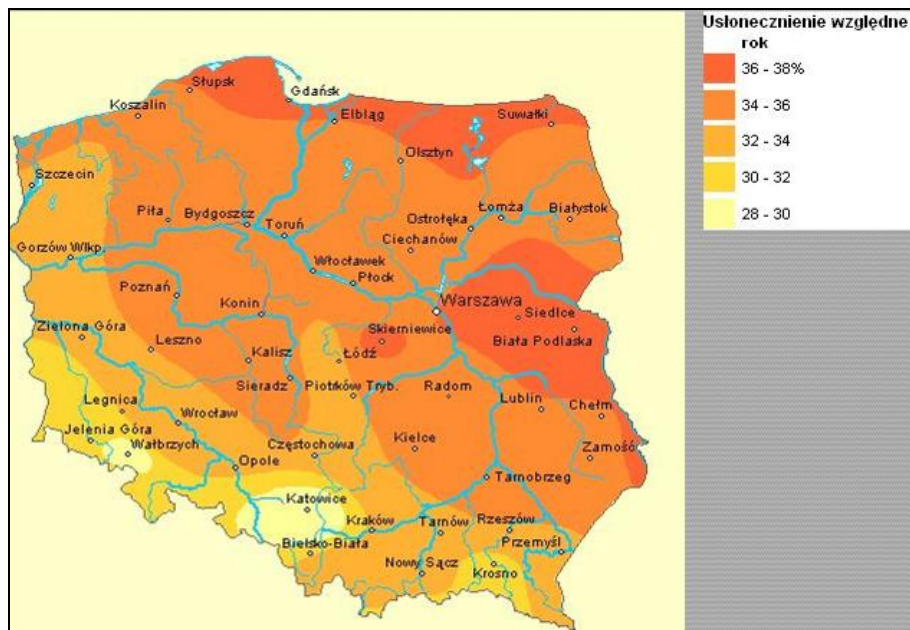 Usłonecznienie względne
rok
36 - 38%
34 - 36
32 - 34
30 - 32
28 - 30
Słupsk
Gdańsk
Koszalin
Elbląg
Suwałki
Olsztyn
Szczecin
Piła
Bydgoszcz
Toruń
Ostrołęka
Łomża
Białystok
Ciechanów
Gorzów Wlkp.
Włocławek
Płock
Poznań
Konin
Warszawa
Siedlce
Zielona Góra
Leszno
Kalisz
Skierniewice
Łódź
Biała Podlaska
Sieradz
Piotrków Tryb.
Radom
Lublin
Chełm
Legnica
Wrocław
Jelenia Góra
Wałbrzych
Częstochowa
Kielce
Zamość
Opole
Tarnobrzeg
Katowice
Kraków
Tarnów
Rzeszów
Przemyśl
Bielsko-Biała
Nowy Sącz
Krosno